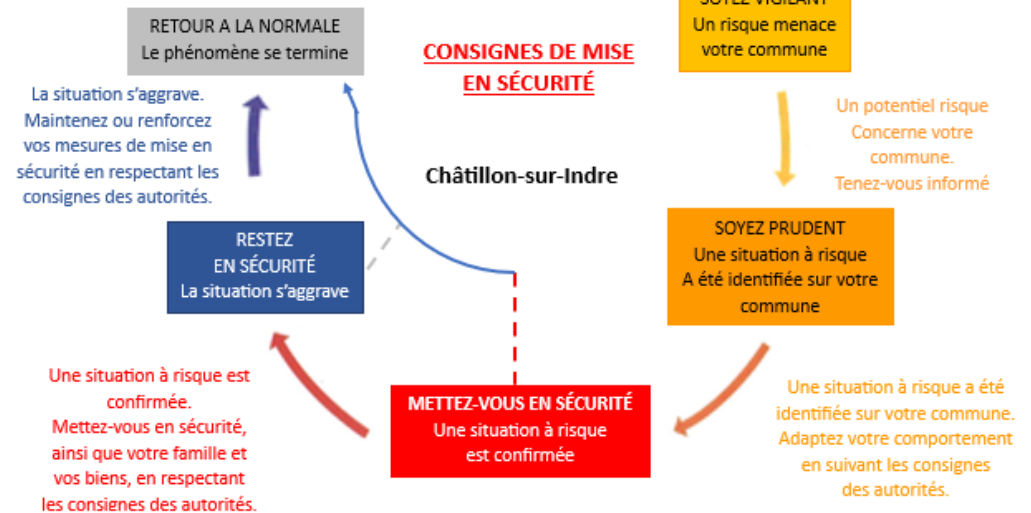 RETOUR A LA NORMALE
Le phénomène se termine
CONSIGNES DE MISE
EN SÉCURITÉ
SOYEZ VIGILANT
Un risque menace
votre commune
La situation s’aggrave.
Maintenez ou renforcez
vos mesures de mise en
sécurité en respectant les
consignes des autorités.
Un potentiel risque
Concerne votre
commune.
Tenez-vous informé
Châtillon-sur-Indre
RESTEZ
EN SÉCURITÉ
La situation s’aggrave
SOYEZ PRUDENT
Une situation à risque
A été identifiée sur votre
commune
Une situation à risque est
confirmée.
Mettez-vous en sécurité,
ainsi que votre famille et
vos biens, en respectant
les consignes des autorités.
METTEZ-VOUS EN SÉCURITÉ
Une situation à risque
est confirmée
Une situation à risque a été
identifiée sur votre commune.
Adaptez votre comportement
en suivant les consignes
des autorités.